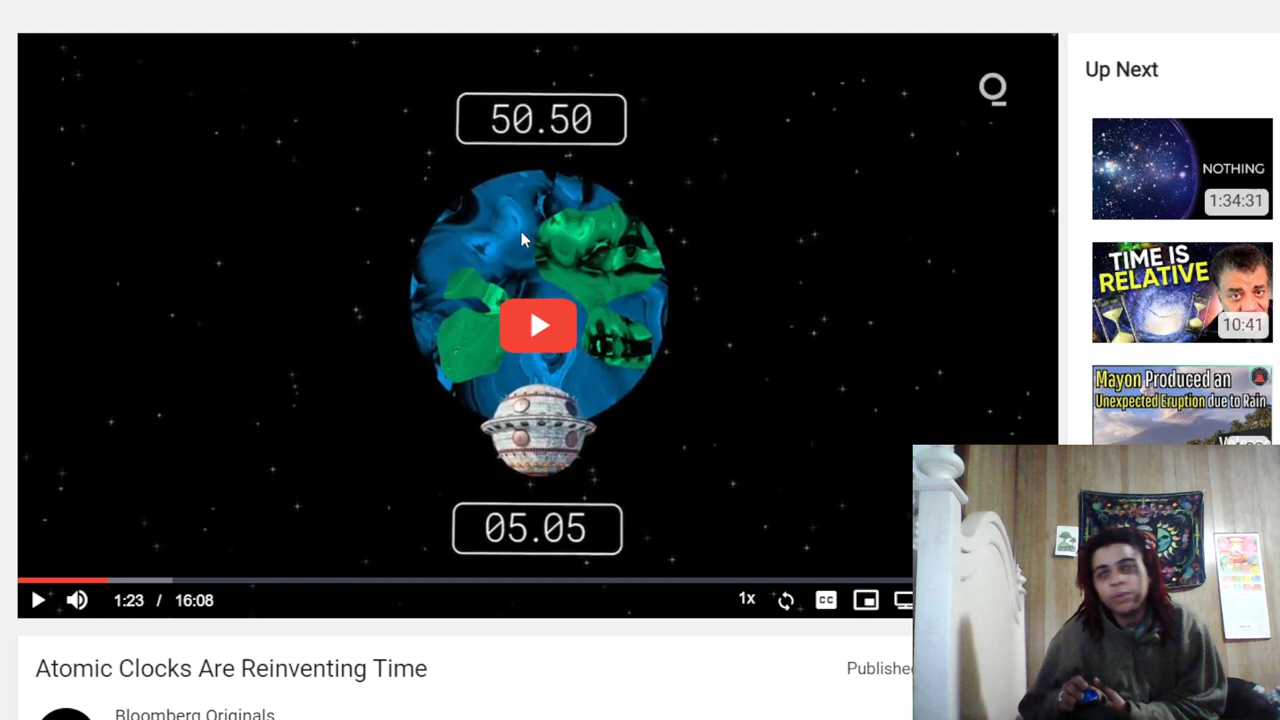 50.50
05.05
1:23 / 16:08
1x
CC
Atomic Clocks Are Reinventing Time
Bloomberg Originals
Up Next
NOTHING
1:34:31
TIME IS
RELATIVE
10:41
Mayon Produced an
Unexpected Eruption due to Rain